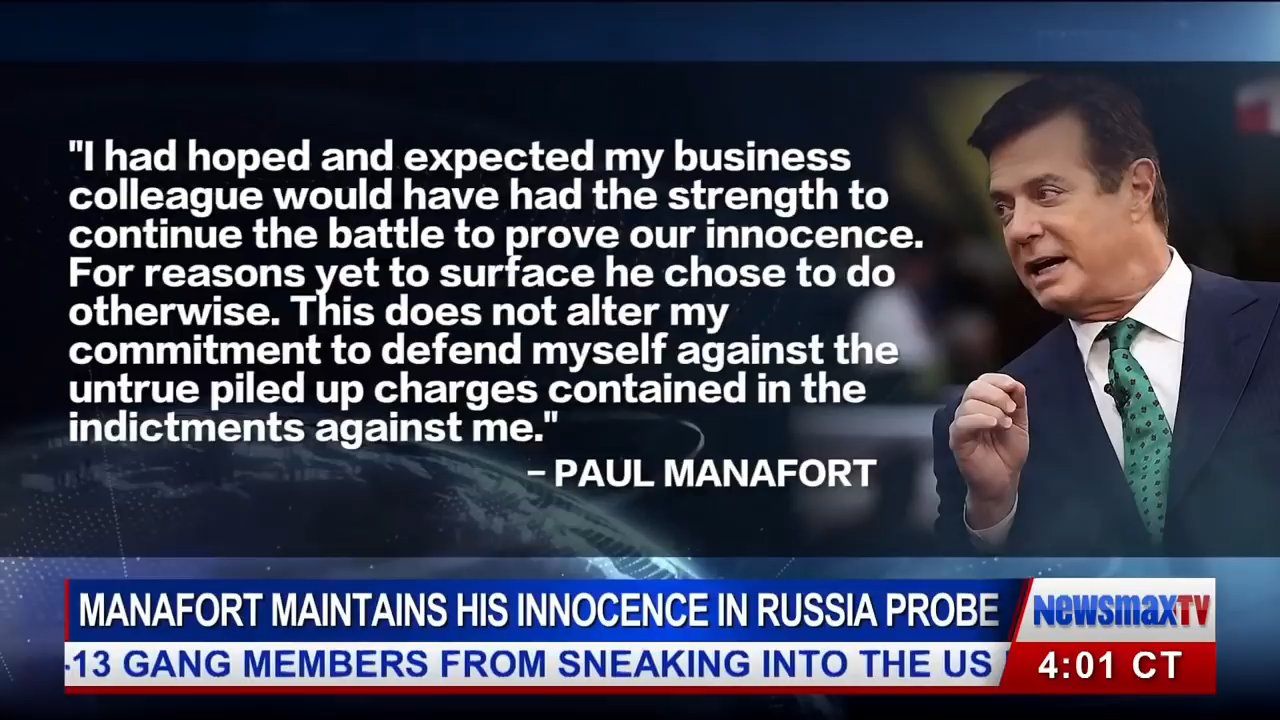 "I had hoped and expected my business
colleague would have had the strength to
continue the battle to prove our innocence.
For reasons yet to surface he chose to do
otherwise. This does not alter my
commitment to defend myself against the
untrue piled up charges contained in the
indictments against me."
– PAUL MANAFORT
MANAFORT MAINTAINS HIS INNOCENCE IN RUSSIA PROBE
NewsmaxTV
-13 GANG MEMBERS FROM SNEAKING INTO THE US
4:01 CT